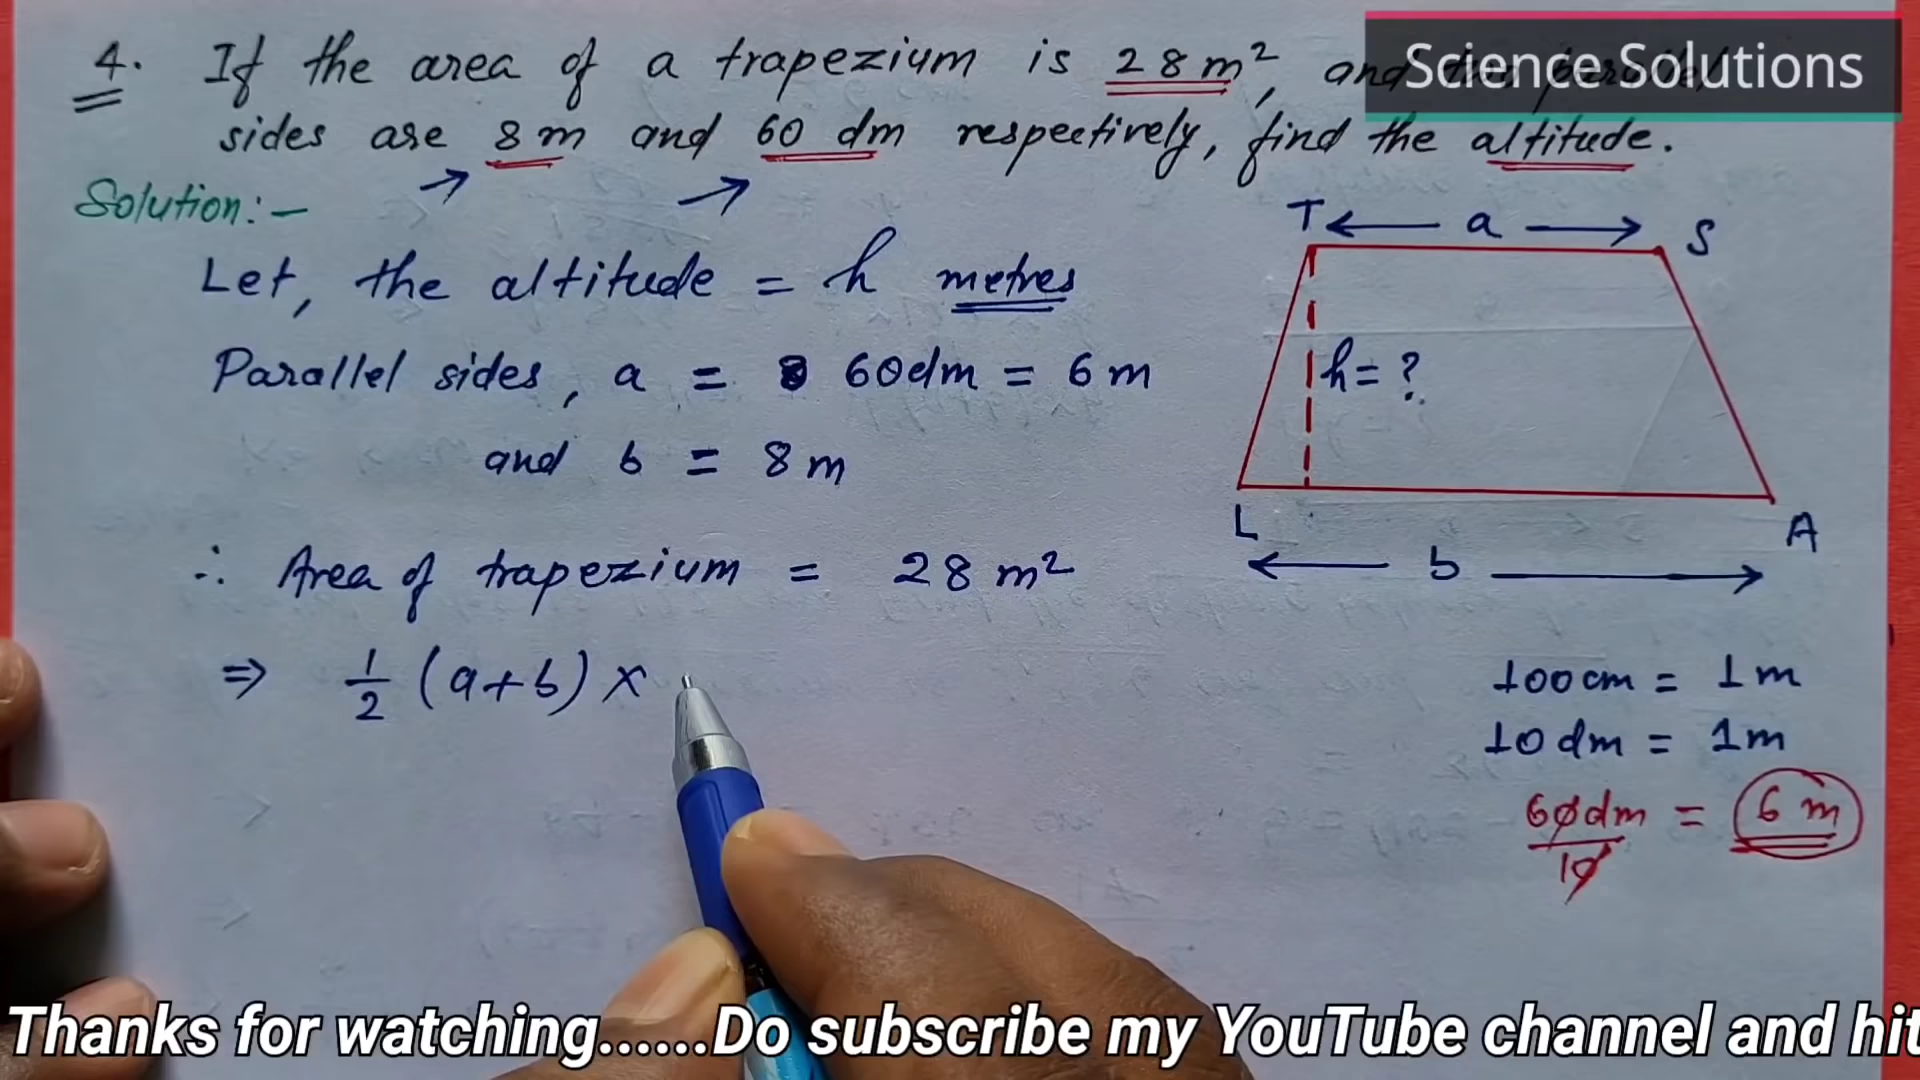 4. If the area of a trapezium is 28 m², and
Science Solutions
sides are 8 m and 60 dm respectively, find the altitude.
Solution:-
Let, the altitude = h metres
Parallel sides, a = 60dm = 6 m
and b = 8 m
∴ Area of trapezium = 28 m²
⇒ 1/2 (a+b) ×
T ← a → S
h = ?
L A
← b →
100 cm = 1 m
10 dm = 1 m
60dm/10 = 6 m
Thanks for watching......Do subscribe my YouTube channel and hit